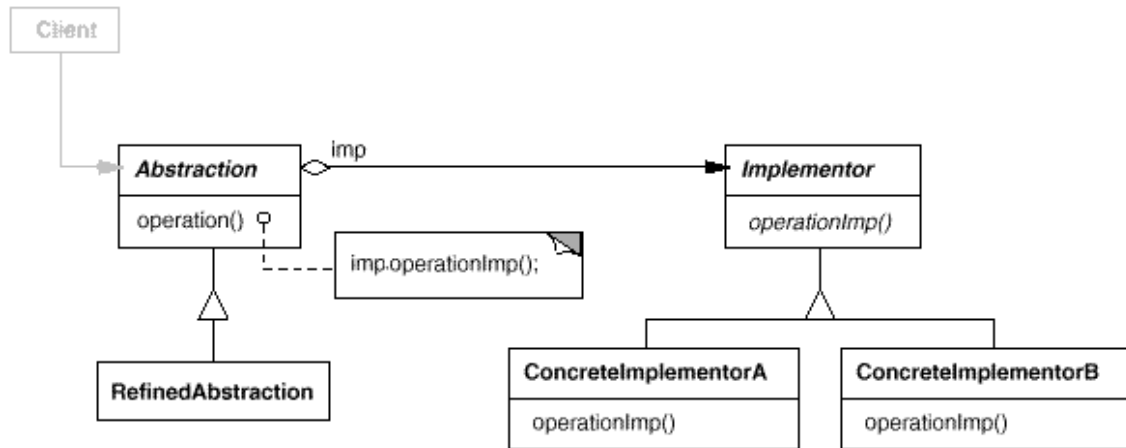 Client
imp
Abstraction
Implementor
operation()
operationImp()
imp.operationImp();
RefinedAbstraction
ConcreteImplementorA
ConcreteImplementorB
operationImp()
operationImp()